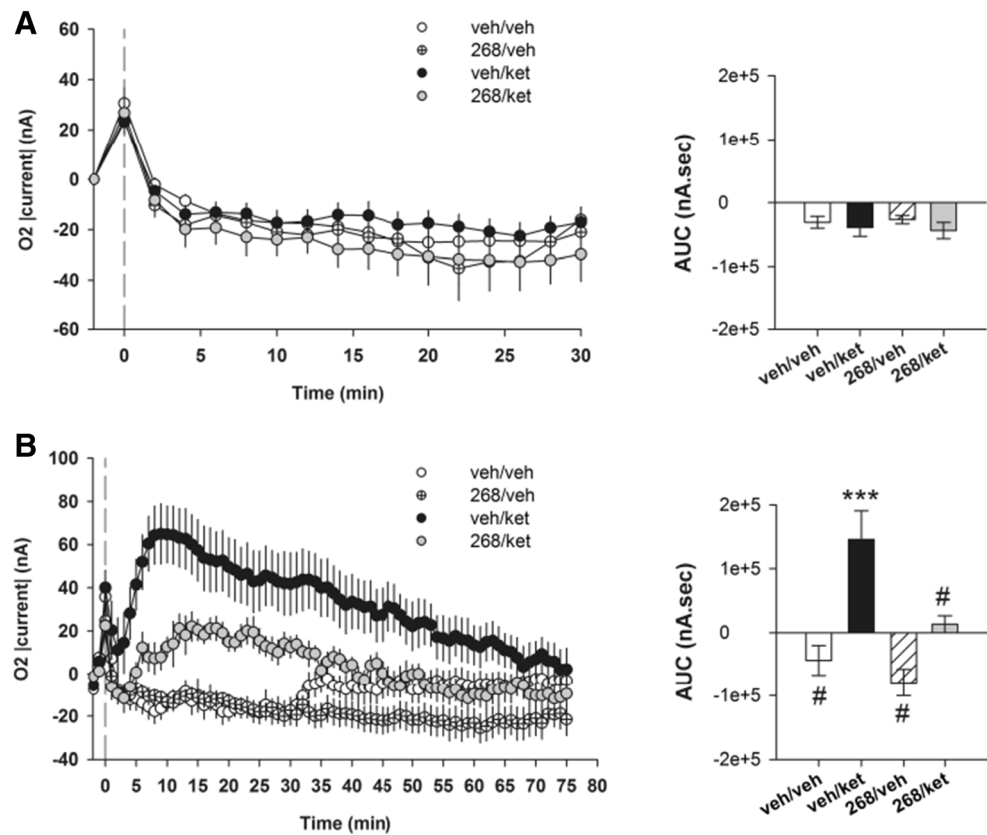 A
O2 |current| (nA)
60
40
20
0
-20
-40
-60
0 5 10 15 20 25 30
Time (min)
veh/veh
268/veh
veh/ket
268/ket
AUC (nA.sec)
2e+5
1e+5
0
-1e+5
-2e+5
veh/veh veh/ket 268/veh 268/ket
B
O2 |current| (nA)
100
80
60
40
20
0
-20
-40
0 5 10 15 20 25 30 35 40 45 50 55 60 65 70 75 80
Time (min)
veh/veh
268/veh
veh/ket
268/ket
AUC (nA.sec)
2e+5
1e+5
0
-1e+5
-2e+5
***
#
# #
veh/veh veh/ket 268/veh 268/ket